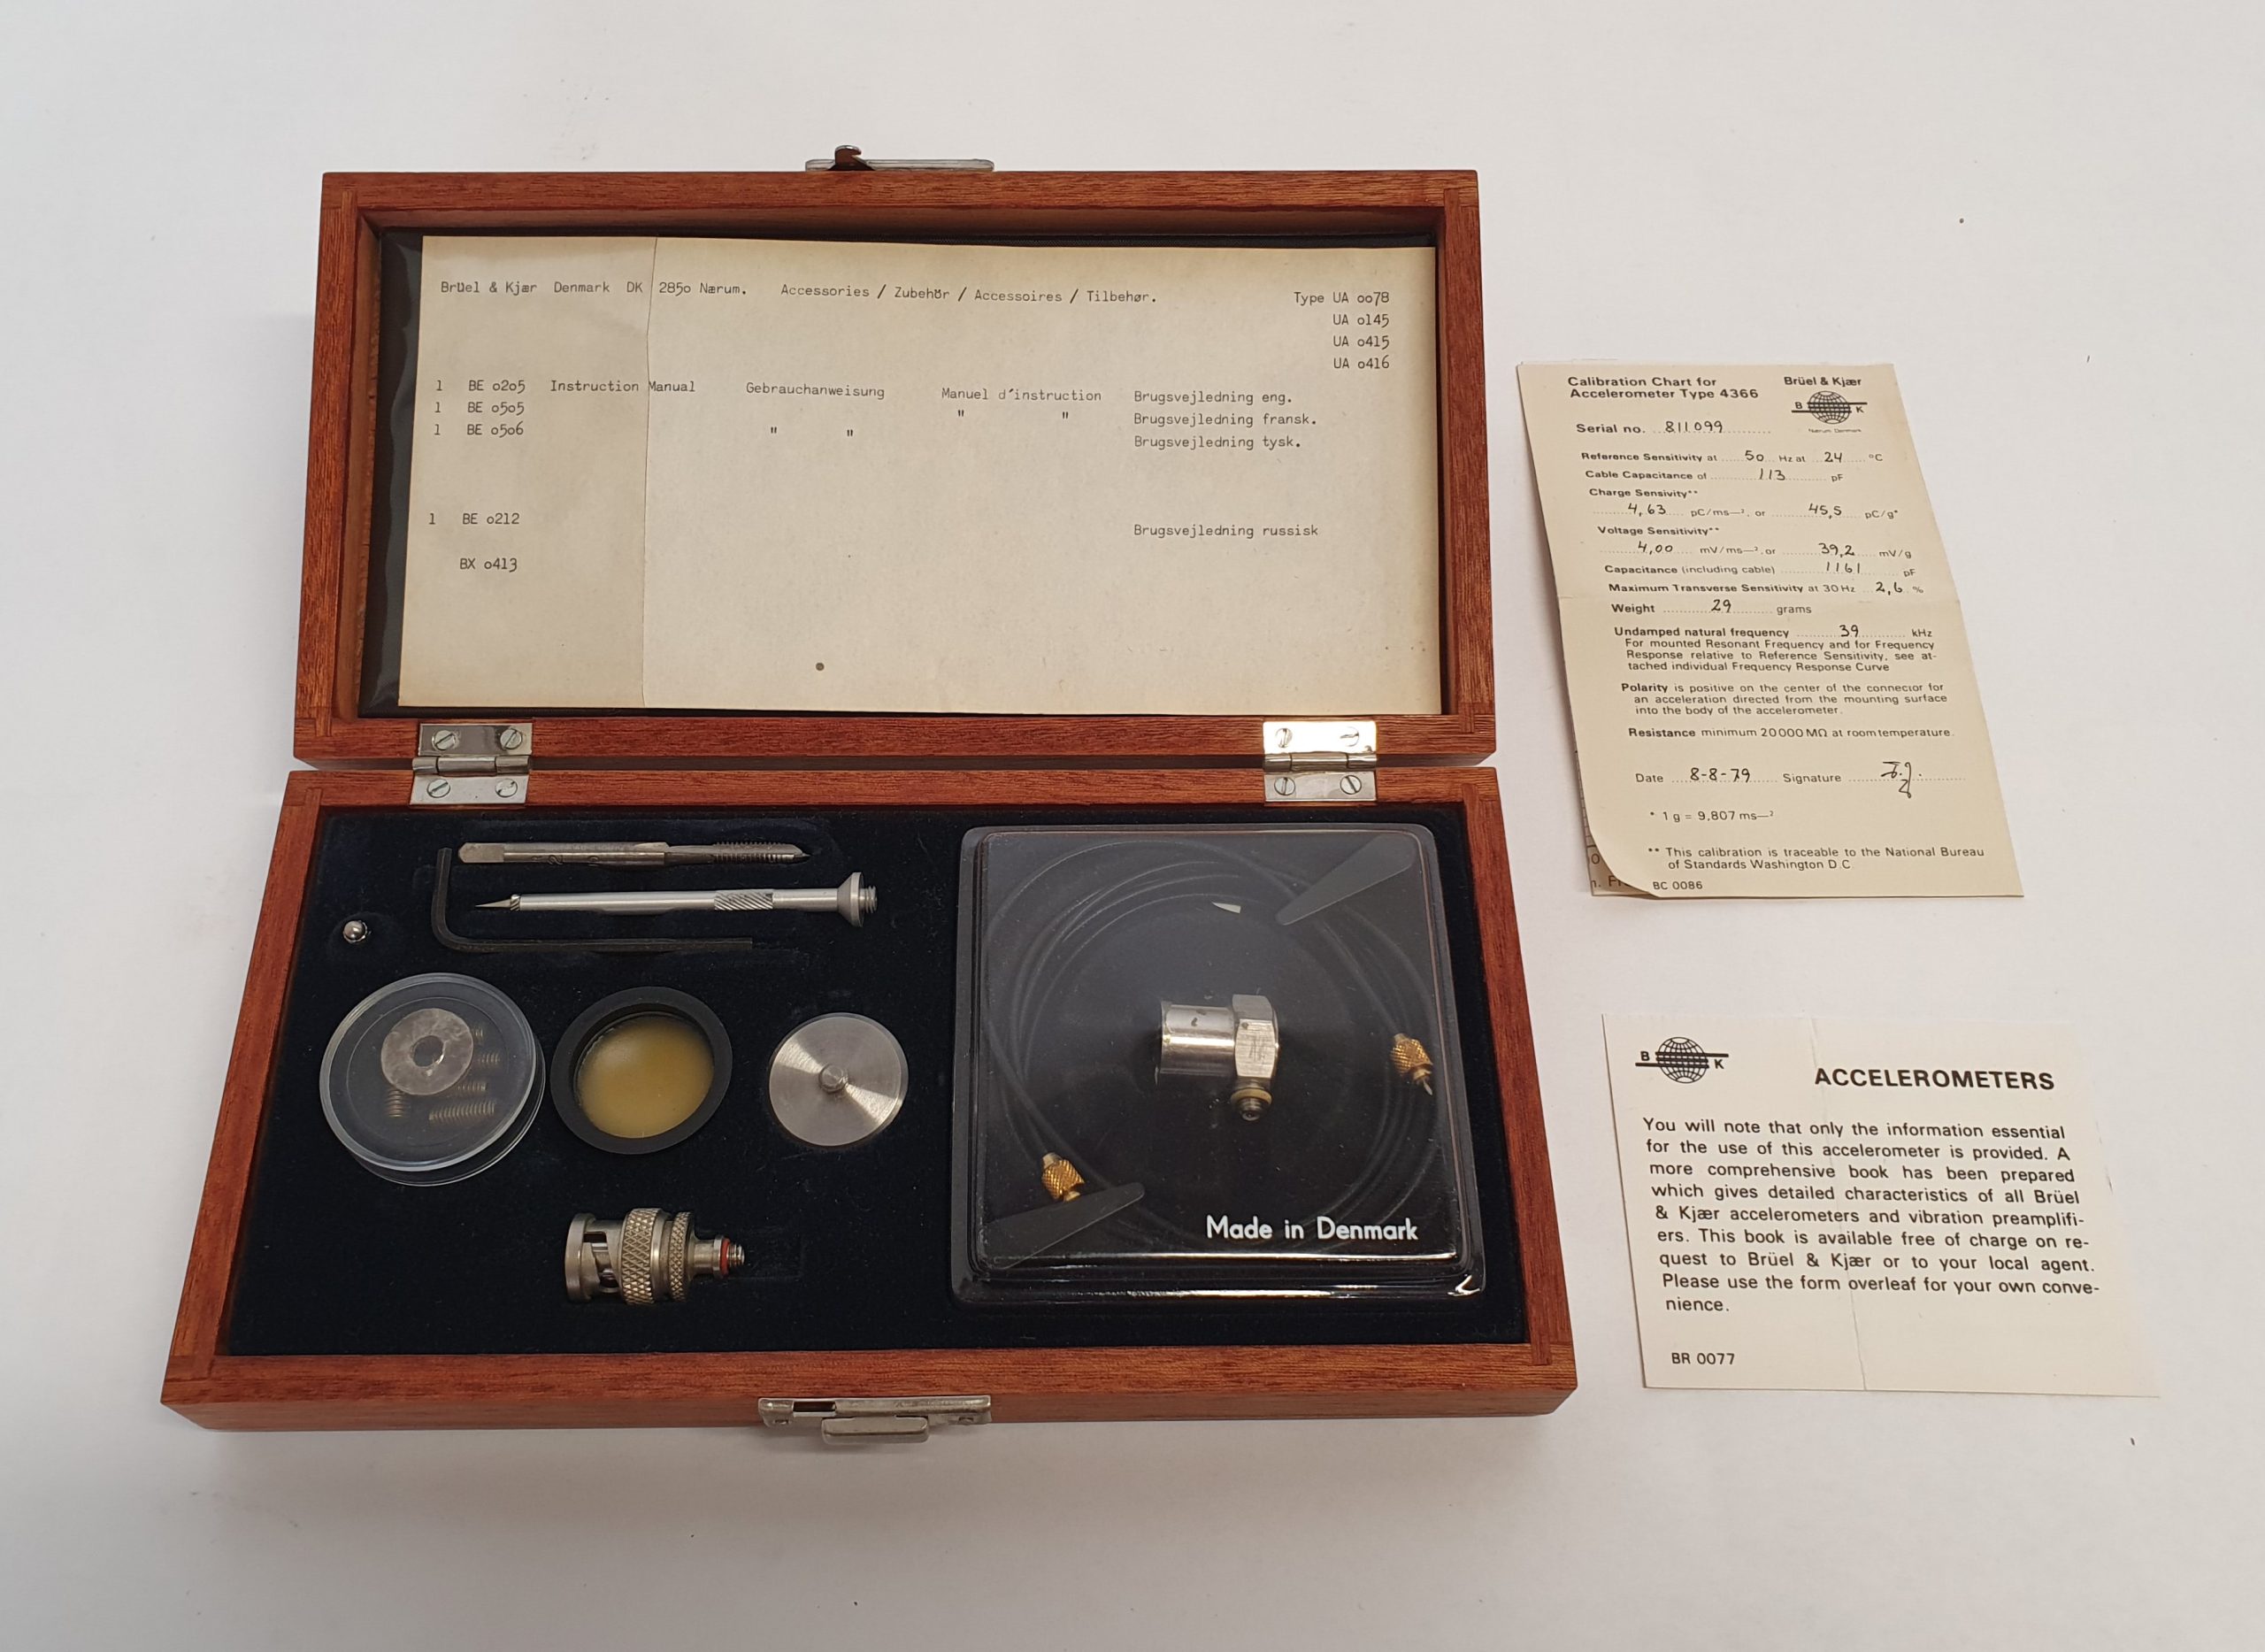 Brüel & Kjær Denmark DK 2850 Nærum. Accessories / Zubehör / Accessoires / Tilbehør. Type UA 0078
UA 0145
UA 0415
UA 0416
1 BE 0205 Instruction Manual Gebrauchanweisung Manuel d'instruction Brugsvejledning eng.
1 BE 0505 " " Brugsvejledning fransk.
1 BE 0506 " " Brugsvejledning tysk.
1 BE 0212 Brugsvejledning russisk
BX 0413
Made in Denmark
Calibration Chart for
Accelerometer Type 4366
Brüel & Kjær
B K
Nærum Denmark
Serial no. 811099
Reference Sensitivity at 50 Hz at 24 °C
Cable Capacitance of 113 pF
Charge Sensivity**
4,63 pC/ms—², or 45,5 pC/g*
Voltage Sensitivity**
4,00 mV/ms—², or 39,2 mV/g
Capacitance (including cable) 1161 pF
Maximum Transverse Sensitivity at 30 Hz 2,6 %
Weight 29 grams
Undamped natural frequency 39 kHz
For mounted Resonant Frequency and for Frequency
Response relative to Reference Sensitivity, see at-
tached individual Frequency Response Curve
Polarity is positive on the center of the connector for
an acceleration directed from the mounting surface
into the body of the accelerometer.
Resistance minimum 20000 MΩ at roomtemperature.
Date 8-8-79 Signature
* 1 g = 9,807 ms—²
** This calibration is traceable to the National Bureau
of Standards Washington D.C.
BC 0086
B K
ACCELEROMETERS
You will note that only the information essential
for the use of this accelerometer is provided. A
more comprehensive book has been prepared
which gives detailed characteristics of all Brüel
& Kjær accelerometers and vibration preamplifi-
ers. This book is available free of charge on re-
quest to Brüel & Kjær or to your local agent.
Please use the form overleaf for your own conve-
nience.
BR 0077